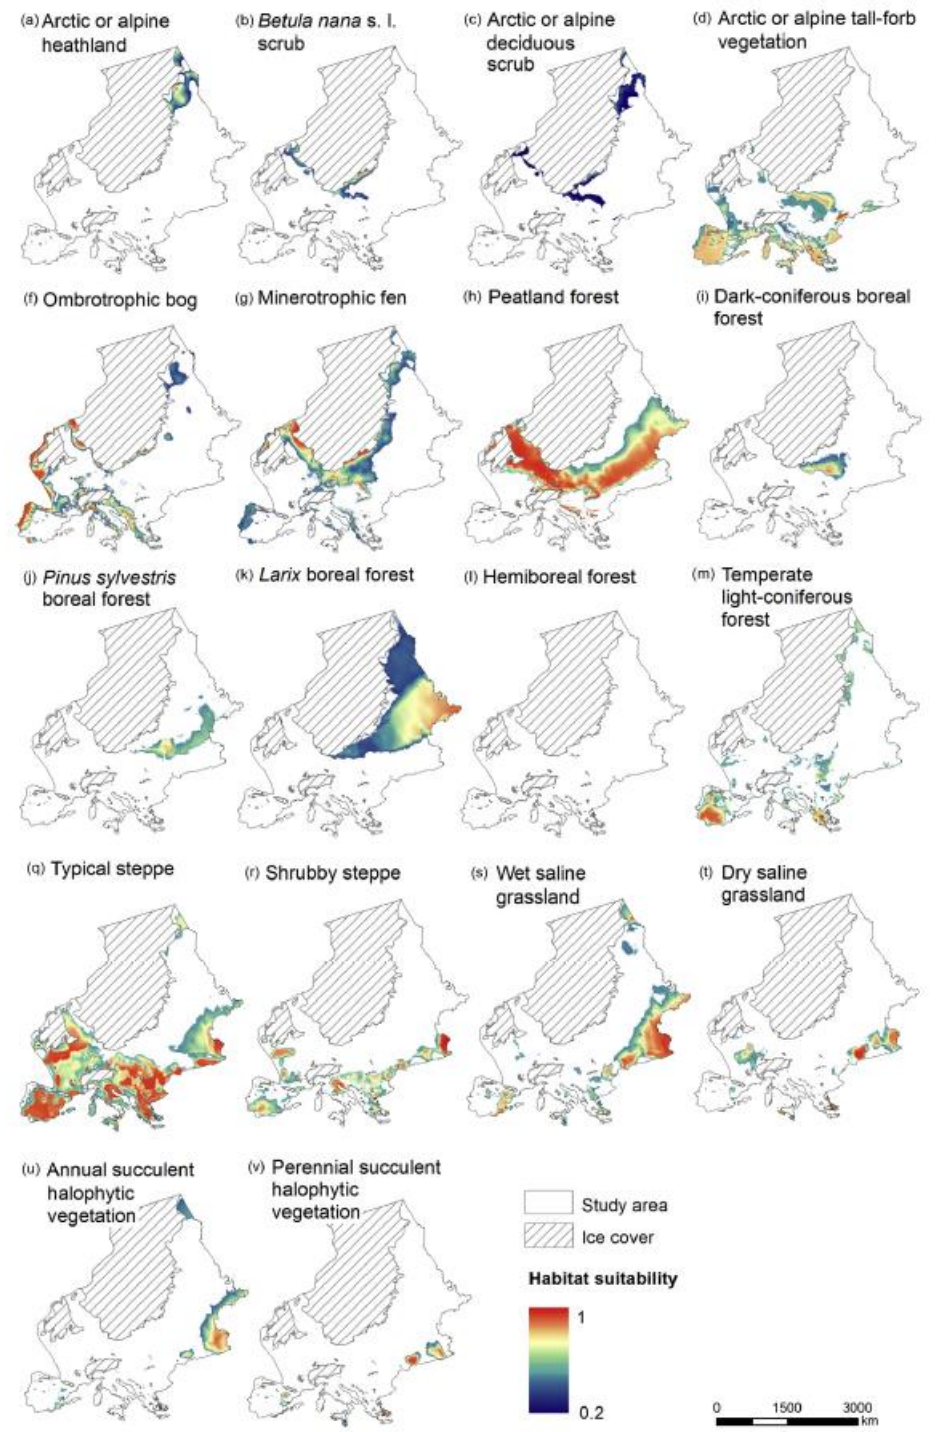 (a) Arctic or alpine
heathland
(b) Betula nana s. l.
scrub
(c) Arctic or alpine
deciduous
scrub
(d) Arctic or alpine tall-forb
vegetation
(f) Ombrotrophic bog
(g) Minerotrophic fen
(h) Peatland forest
(i) Dark-coniferous boreal
forest
(j) Pinus sylvestris
boreal forest
(k) Larix boreal forest
(l) Hemiboreal forest
(m) Temperate
light-coniferous
forest
(q) Typical steppe
(r) Shrubby steppe
(s) Wet saline
grassland
(t) Dry saline
grassland
(u) Annual succulent
halophytic
vegetation
(v) Perennial succulent
halophytic
vegetation
Study area
Ice cover
Habitat suitability
1
0.2
0 1500 3000
km